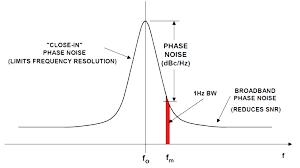 "CLOSE-IN"
PHASE NOISE
(LIMITS FREQUENCY RESOLUTION)
PHASE
NOISE
(dBc/Hz)
1Hz BW
BROADBAND
PHASE NOISE
(REDUCES SNR)
fo
fm
f